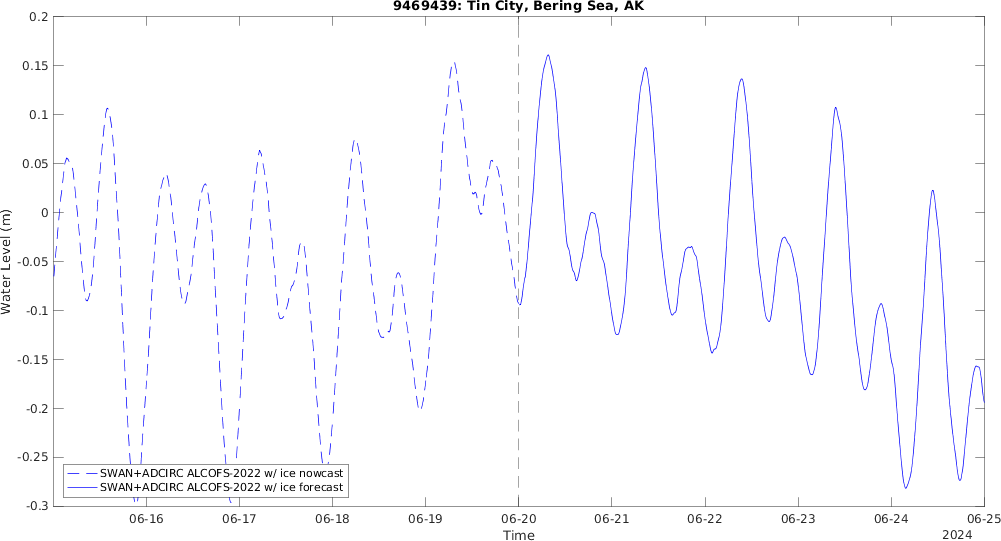 9469439: Tin City, Bering Sea, AK
0.2
0.15
0.1
0.05
0
-0.05
-0.1
-0.15
-0.2
-0.25
-0.3
Water Level (m)
SWAN+ADCIRC ALCOFS-2022 w/ ice nowcast
SWAN+ADCIRC ALCOFS-2022 w/ ice forecast
06-16 06-17 06-18 06-19 06-20 06-21 06-22 06-23 06-24 06-25
Time
2024